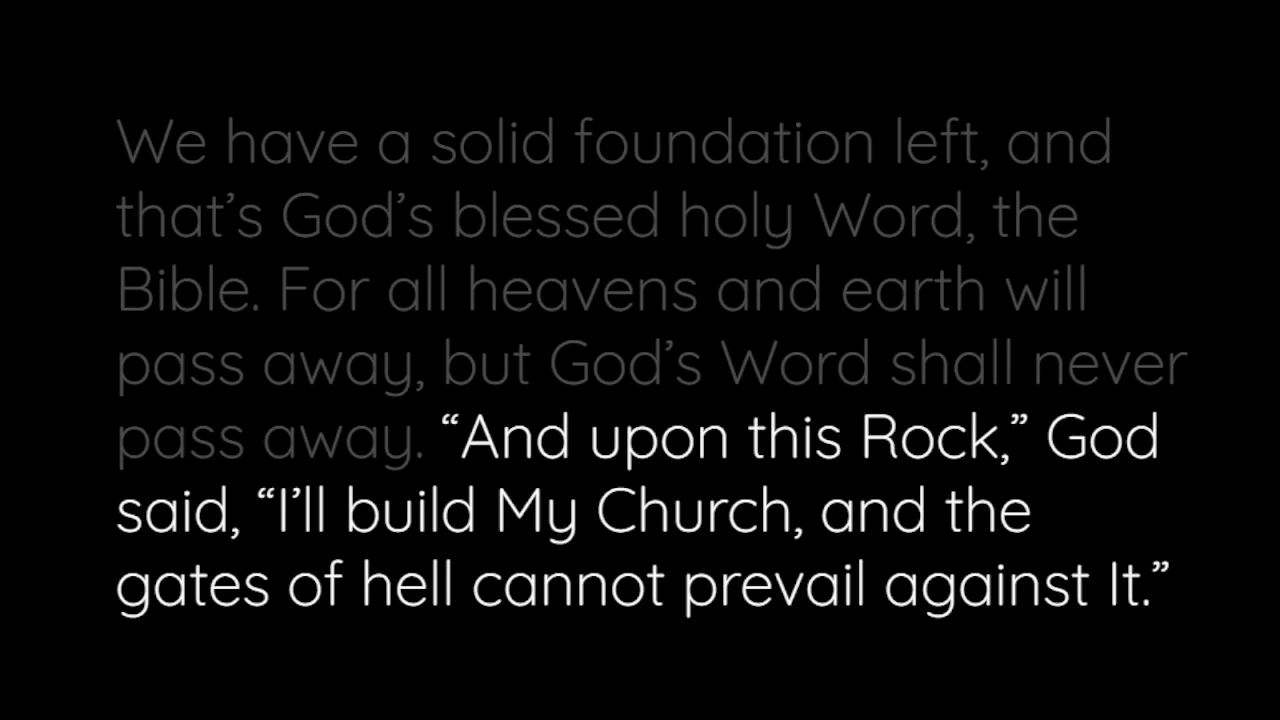 We have a solid foundation left, and
that’s God’s blessed holy Word, the
Bible. For all heavens and earth will
pass away, but God’s Word shall never
pass away. “And upon this Rock,” God
said, “I’ll build My Church, and the
gates of hell cannot prevail against It.”